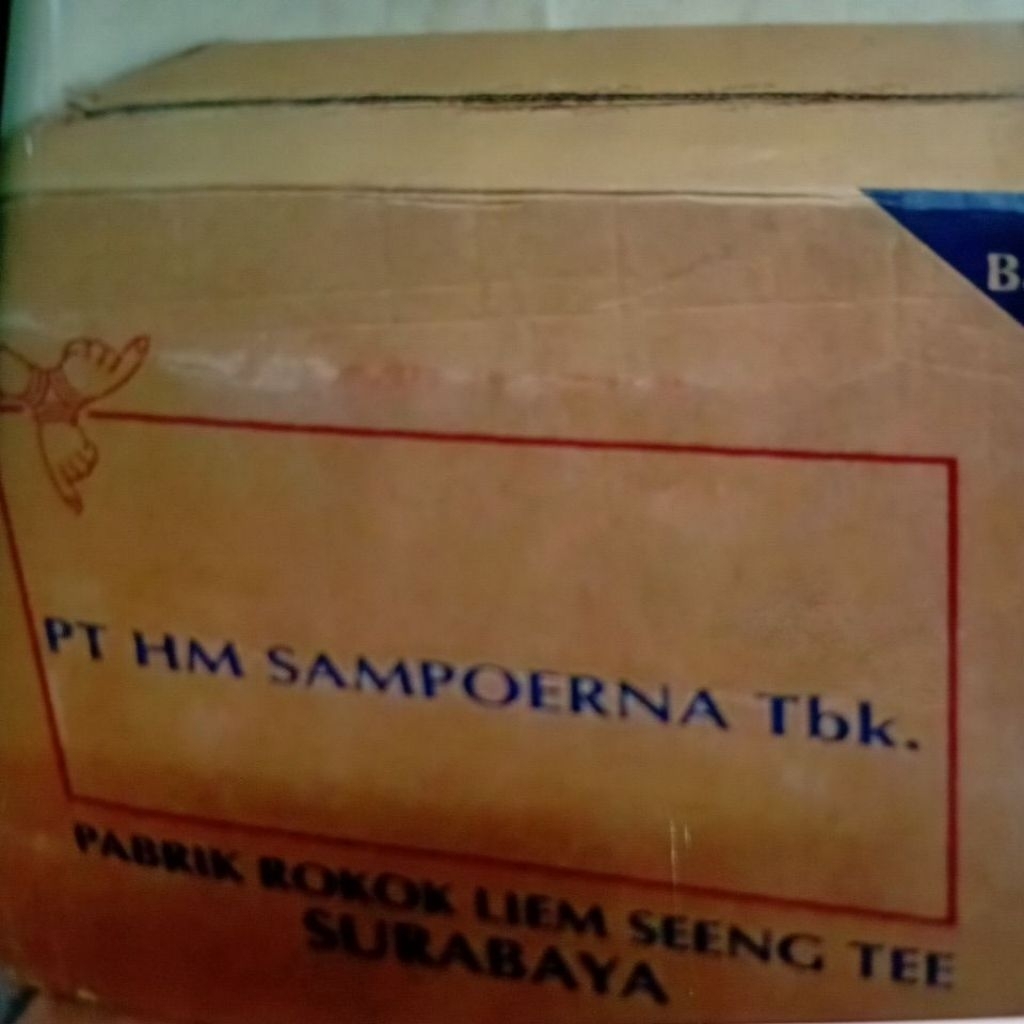 PT HM SAMPOERNA Tbk.
PABRIK ROKOK LIEM SEENG TEE
SURABAYA